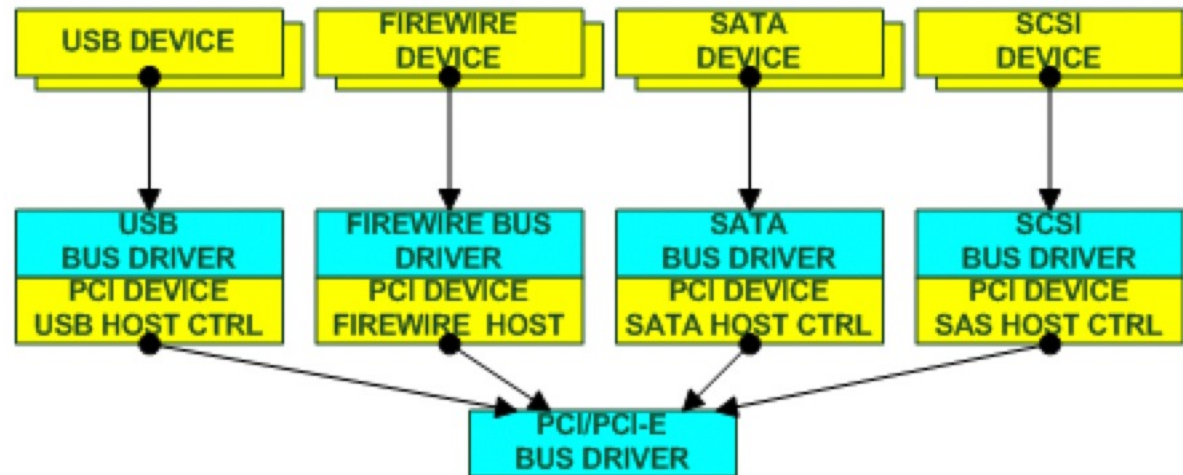 USB DEVICE
FIREWIRE
DEVICE
SATA
DEVICE
SCSI
DEVICE
USB
BUS DRIVER
PCI DEVICE
USB HOST CTRL
FIREWIRE BUS
DRIVER
PCI DEVICE
FIREWIRE HOST
SATA
BUS DRIVER
PCI DEVICE
SATA HOST CTRL
SCSI
BUS DRIVER
PCI DEVICE
SAS HOST CTRL
PCI/PCI-E
BUS DRIVER